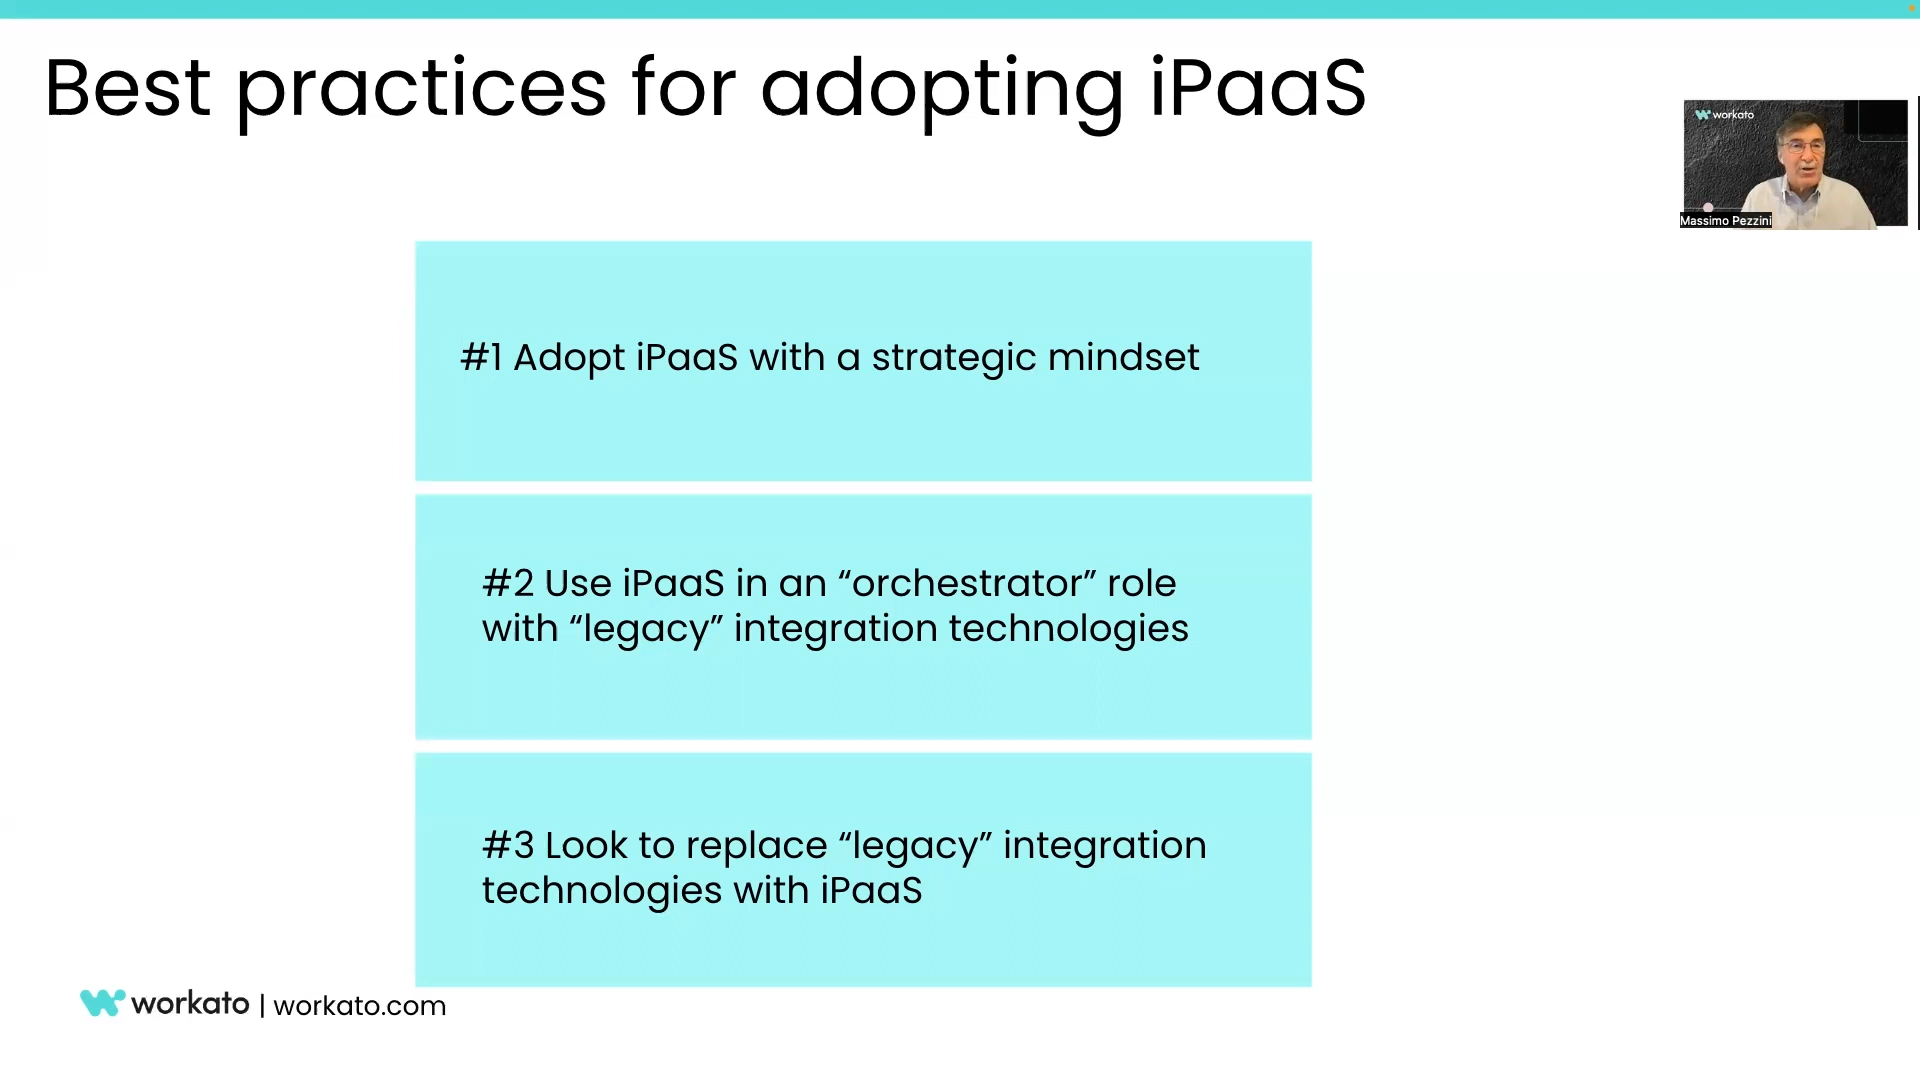 Best practices for adopting iPaaS
workato
Massimo Pezzini
#1 Adopt iPaaS with a strategic mindset
#2 Use iPaaS in an “orchestrator” role
with “legacy” integration technologies
#3 Look to replace “legacy” integration
technologies with iPaaS
workato | workato.com